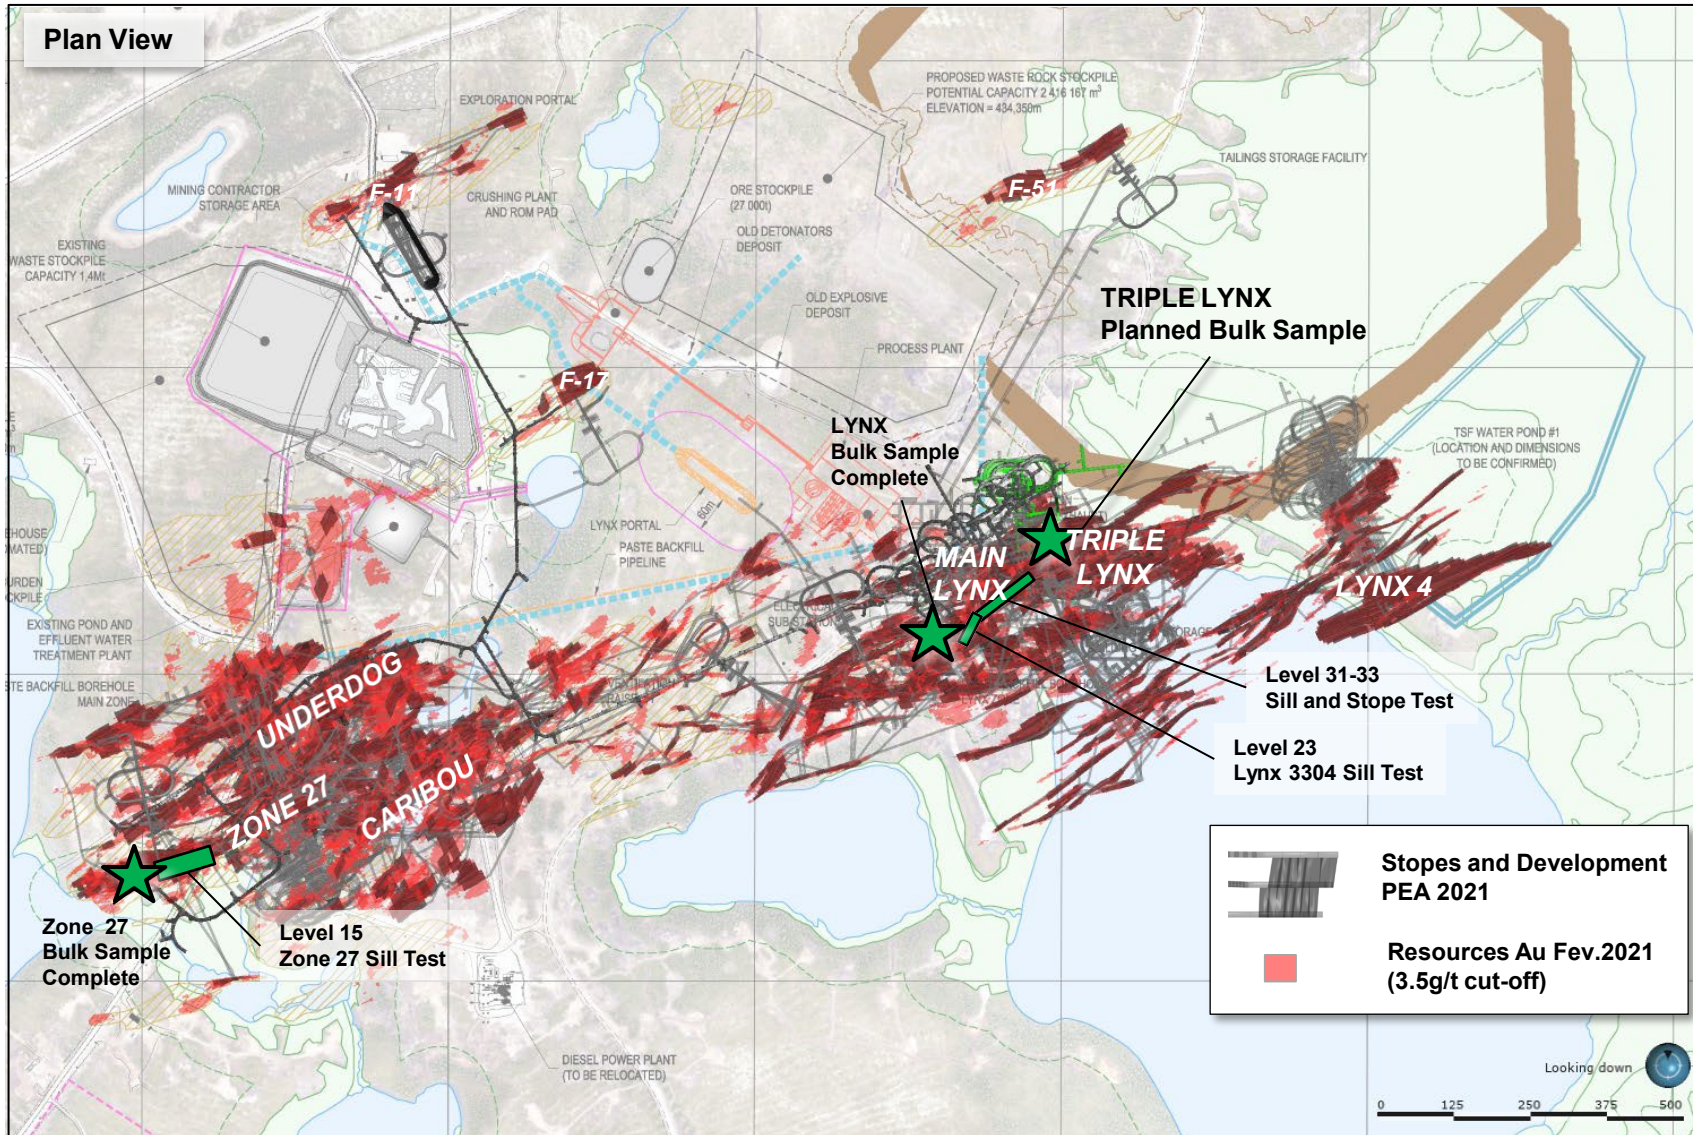 Plan View
EXPLORATION PORTAL
PROPOSED WASTE ROCK STOCKPILE
POTENTIAL CAPACITY 2 416 167 m³
ELEVATION = 434,350m
TAILINGS STORAGE FACILITY
MINING CONTRACTOR
STORAGE AREA
F-11
CRUSHING PLANT
AND ROM PAD
ORE STOCKPILE
(27 000t)
F-51
OLD DETONATORS
DEPOSIT
EXISTING
WASTE STOCKPILE
CAPACITY 1,4Mt
OLD EXPLOSIVE
DEPOSIT
TRIPLE LYNX
Planned Bulk Sample
PROCESS PLANT
F-17
LYNX
Bulk Sample
Complete
TSF WATER POND #1
(LOCATION AND DIMENSIONS
TO BE CONFIRMED)
LYNX PORTAL
60m
PASTE BACKFILL
PIPELINE
MAIN
LYNX
TRIPLE
LYNX
LYNX 4
SUB-STATION
EXISTING POND AND
EFFLUENT WATER
TREATMENT PLANT
BACKFILL BOREHOLE
MAIN ZONE
UNDERDOG
ZONE 27
CARIBOU
Level 31-33
Sill and Stope Test
Level 23
Lynx 3304 Sill Test
Zone 27
Bulk Sample
Complete
Level 15
Zone 27 Sill Test
Stopes and Development
PEA 2021
Resources Au Fev.2021
(3.5g/t cut-off)
DIESEL POWER PLANT
(TO BE RELOCATED)
Looking down
0 125 250 375 500